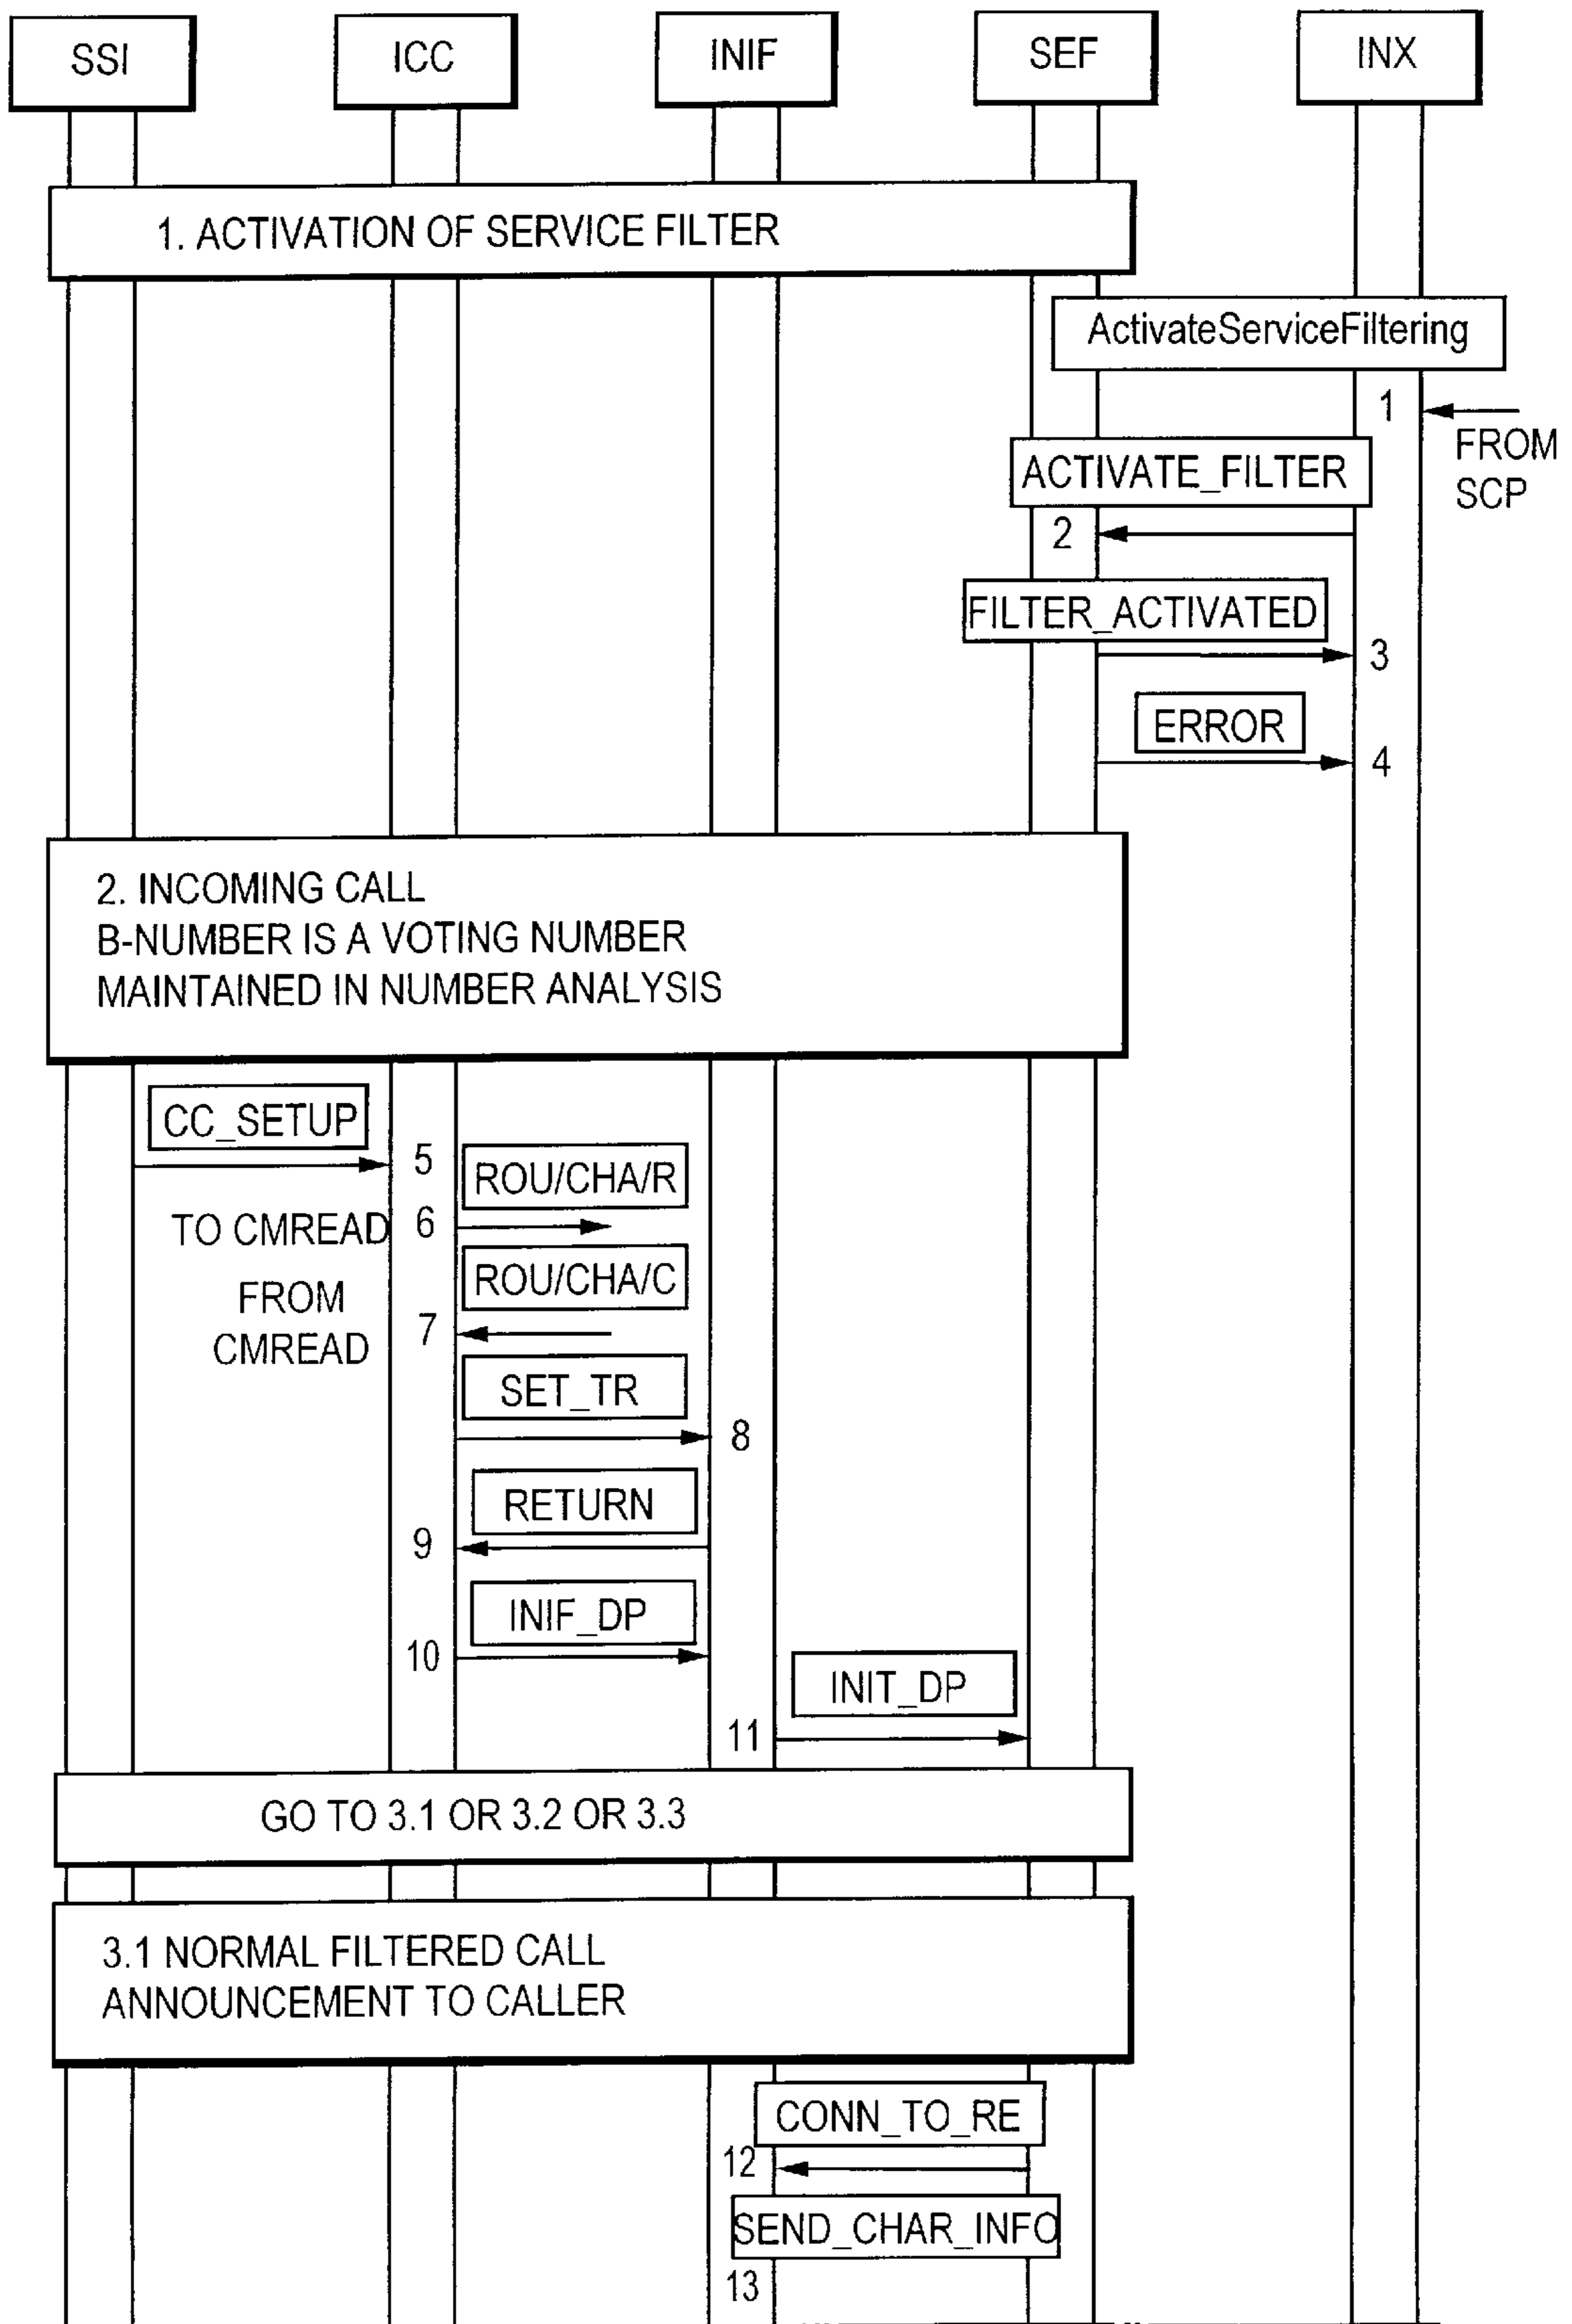 SSI
ICC
INIF
SEF
INX
1. ACTIVATION OF SERVICE FILTER
ActivateServiceFiltering
1
FROM
SCP
ACTIVATE_FILTER
2
FILTER_ACTIVATED
3
ERROR
4
2. INCOMING CALL
B-NUMBER IS A VOTING NUMBER
MAINTAINED IN NUMBER ANALYSIS
CC_SETUP
5
ROU/CHA/R
TO CMREAD
6
ROU/CHA/C
FROM
CMREAD
7
SET_TR
8
RETURN
9
INIF_DP
10
INIT_DP
11
GO TO 3.1 OR 3.2 OR 3.3
3.1 NORMAL FILTERED CALL
ANNOUNCEMENT TO CALLER
CONN_TO_RE
12
SEND_CHAR_INFO
13